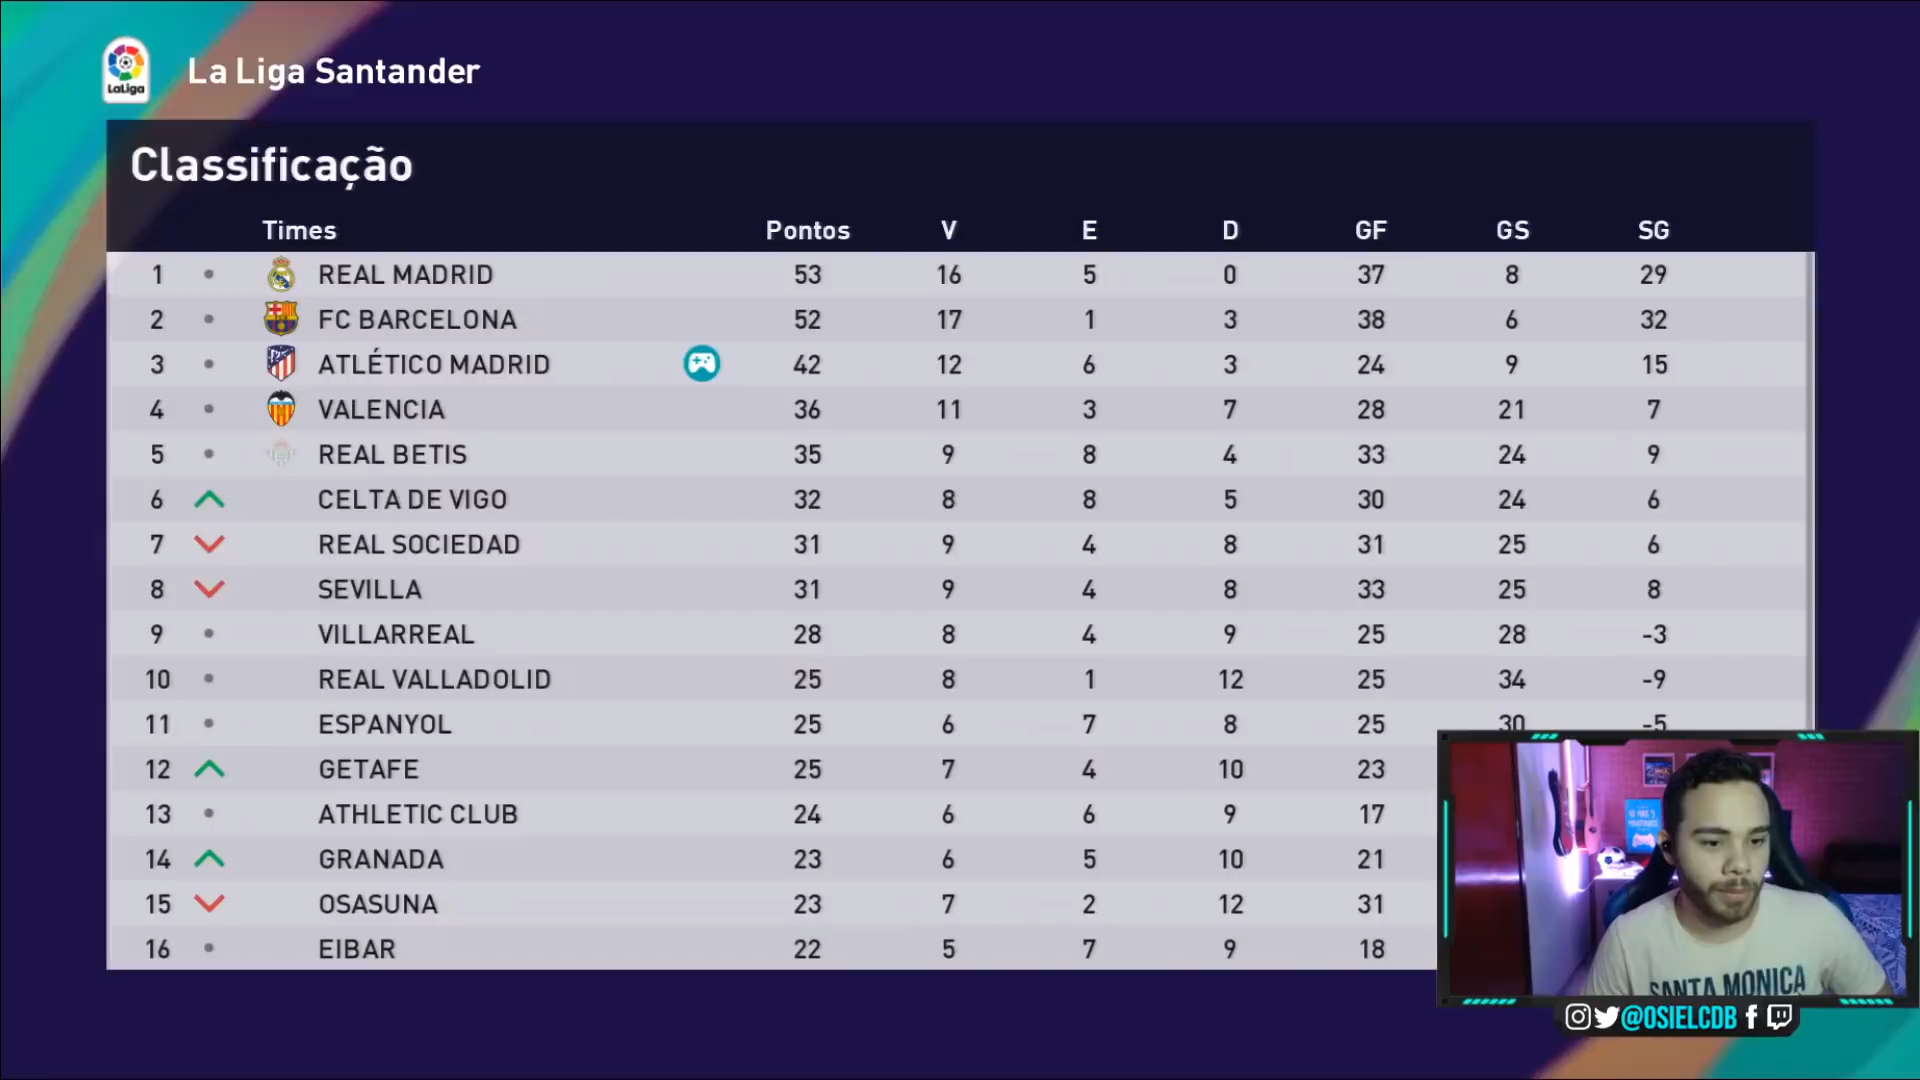 LaLiga
La Liga Santander
Classificação
Times Pontos V E D GF GS SG
1 REAL MADRID 53 16 5 0 37 8 29
2 FC BARCELONA 52 17 1 3 38 6 32
3 ATLÉTICO MADRID 42 12 6 3 24 9 15
4 VALENCIA 36 11 3 7 28 21 7
5 REAL BETIS 35 9 8 4 33 24 9
6 CELTA DE VIGO 32 8 8 5 30 24 6
7 REAL SOCIEDAD 31 9 4 8 31 25 6
8 SEVILLA 31 9 4 8 33 25 8
9 VILLARREAL 28 8 4 9 25 28 -3
10 REAL VALLADOLID 25 8 1 12 25 34 -9
11 ESPANYOL 25 6 7 8 25 30 -5
12 GETAFE 25 7 4 10 23
13 ATHLETIC CLUB 24 6 6 9 17
14 GRANADA 23 6 5 10 21
15 OSASUNA 23 7 2 12 31
16 EIBAR 22 5 7 9 18
SANTA MONICA
@OSIELCDB